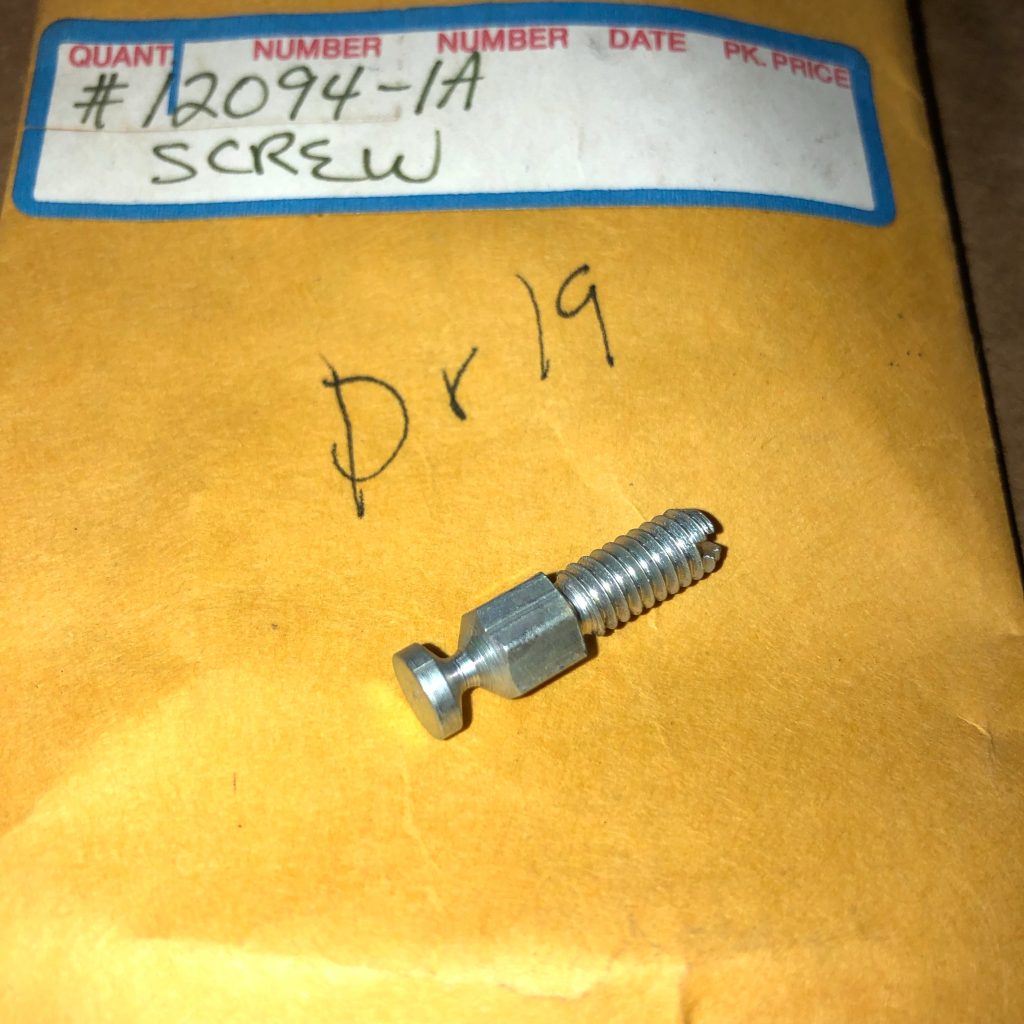 QUANT. NUMBER NUMBER DATE PK. PRICE
#12094-1A
SCREW
Dr 19